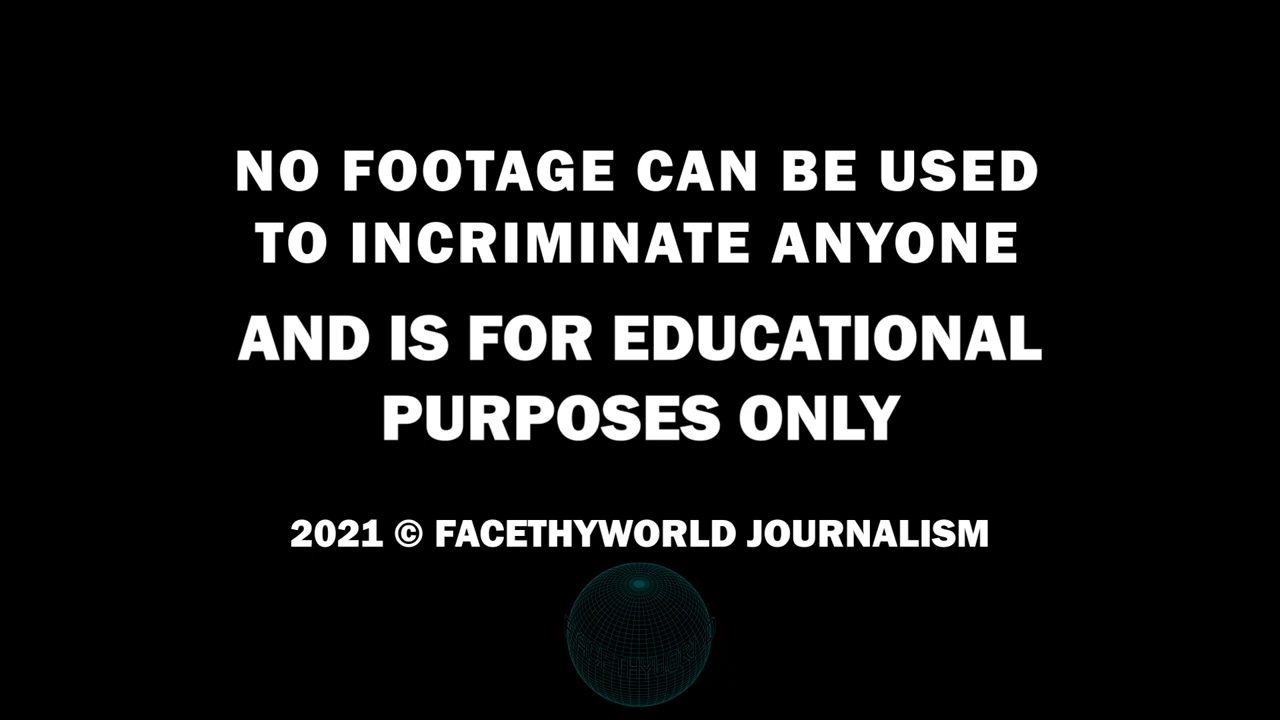 NO FOOTAGE CAN BE USED
TO INCRIMINATE ANYONE
AND IS FOR EDUCATIONAL
PURPOSES ONLY
2021 © FACETHYWORLD JOURNALISM